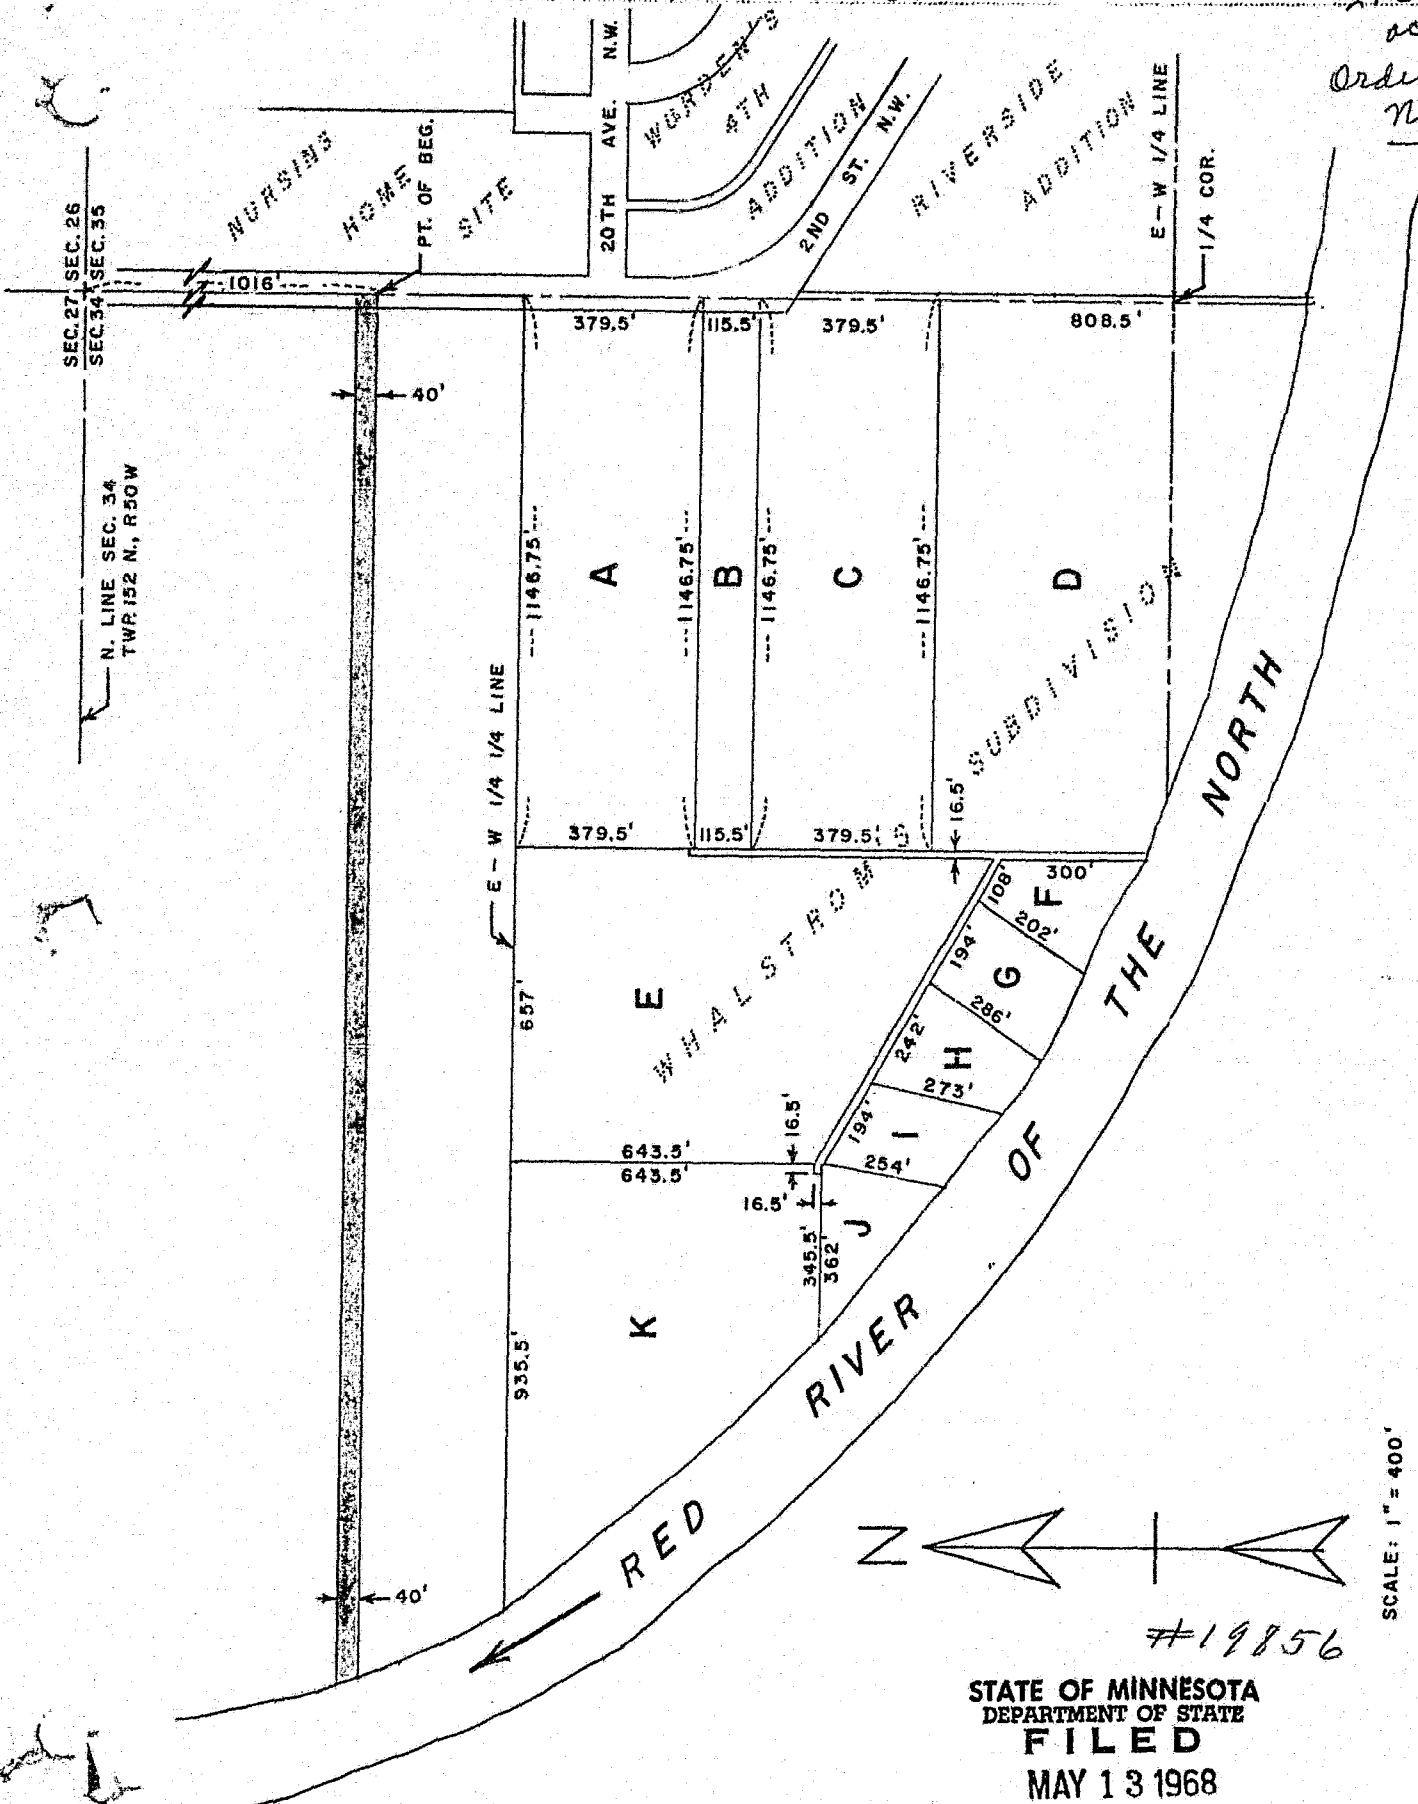 ac
Orde
N
N.W.
WORDEN'S
4TH
ADDITION
20TH AVE.
2ND ST. N.W.
RIVERSIDE
ADDITION
NURSING
HOME
SITE
PT. OF BEG.
E - W 1/4 LINE
1/4 COR.
SEC. 27 SEC. 26
SEC. 34 SEC. 35
1016'
379.5'
115.5'
379.5'
808.5'
40'
N. LINE SEC. 34
TWP. 152 N., R50W
1146.75'
A
1146.75'
B
1146.75'
C
1146.75'
D
E - W 1/4 1/4 LINE
WHALSTROM'S
SUBDIVISION
379.5'
115.5'
379.5'
16.5'
300'
108'
F
202'
194'
G
286'
242'
H
273'
194'
I
254'
657'
E
643.5'
643.5'
16.5'
16.5'
345.5'
362'
J
K
935.5'
40'
RED RIVER OF THE NORTH
N
SCALE: 1" = 400'
#19856
STATE OF MINNESOTA
DEPARTMENT OF STATE
FILED
MAY 13 1968